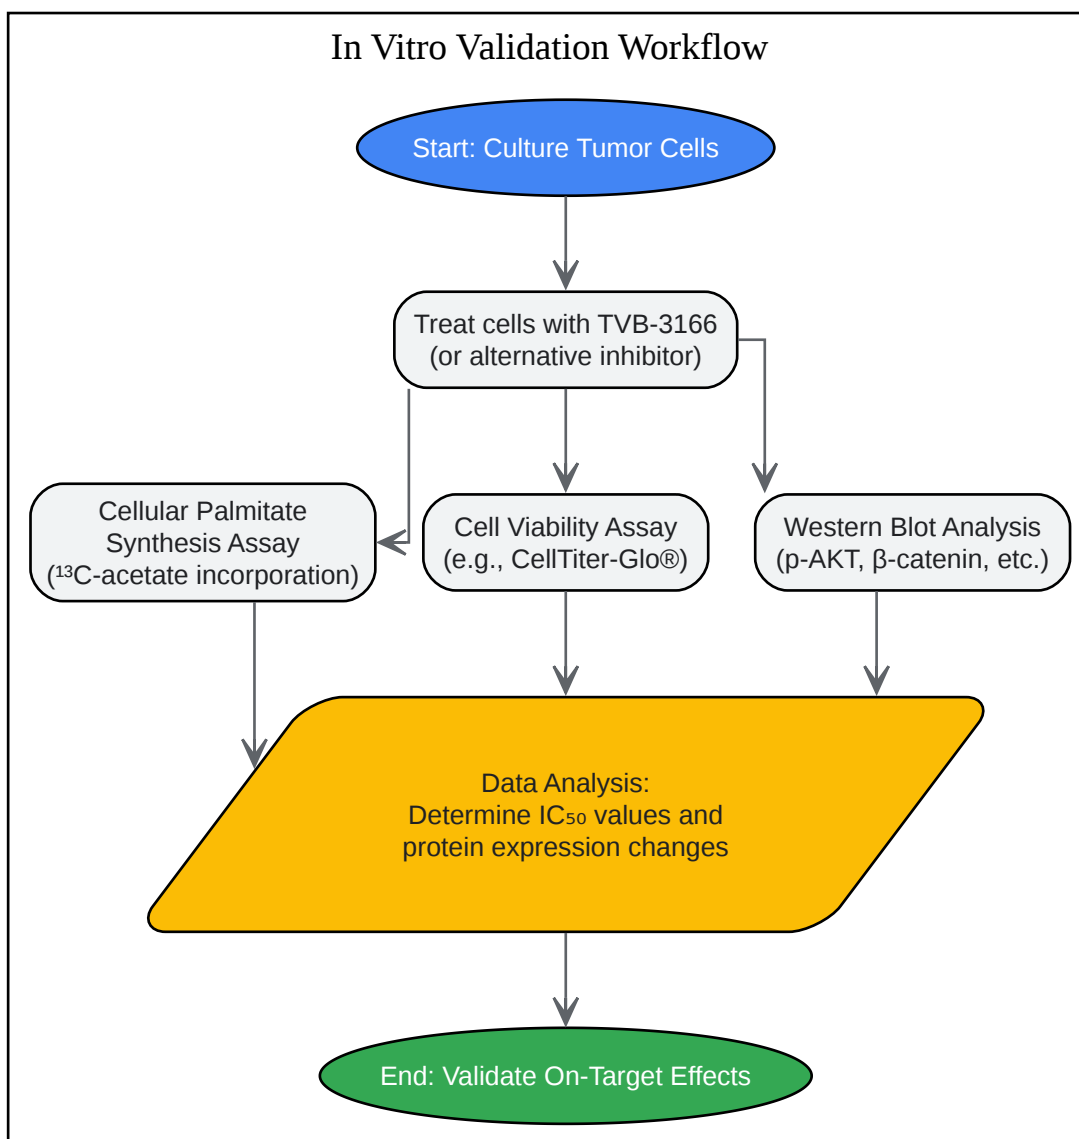 In Vitro Validation Workflow
Start: Culture Tumor Cells
Treat cells with TVB-3166
(or alternative inhibitor)
Cellular Palmitate
Synthesis Assay
(¹³C-acetate incorporation)
Cell Viability Assay
(e.g., CellTiter-Glo®)
Western Blot Analysis
(p-AKT, β-catenin, etc.)
Data Analysis:
Determine IC₅₀ values and
protein expression changes
End: Validate On-Target Effects